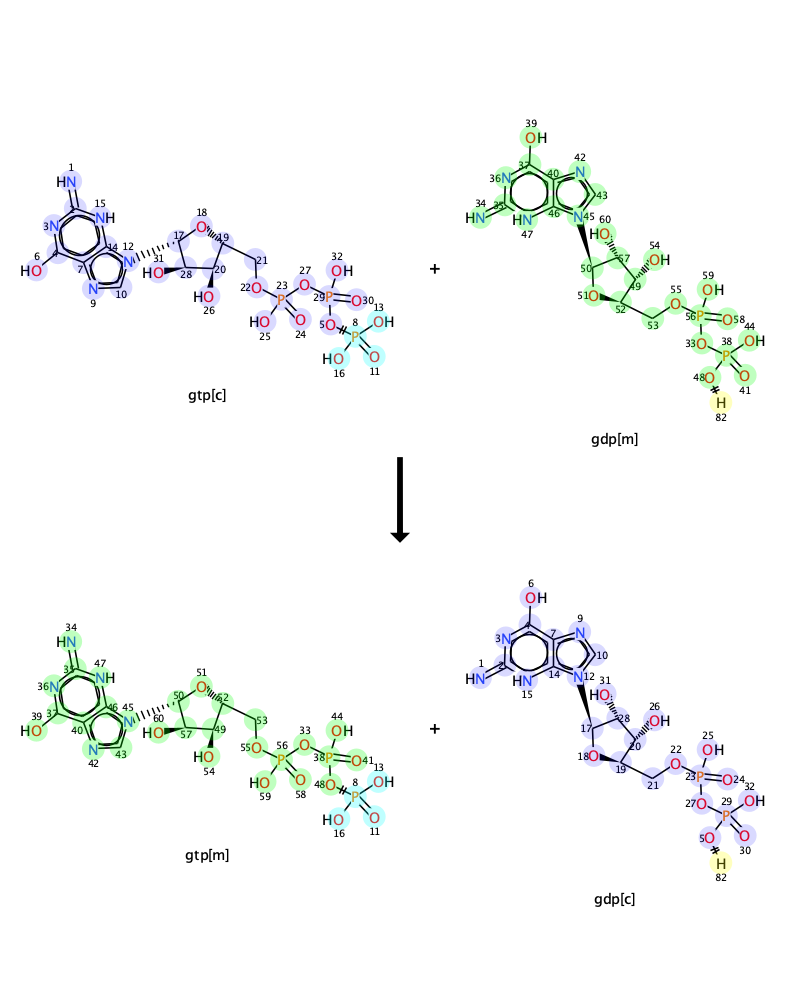 1
HN
2 15
3N NH
18
6 4 14 12 17 O 19
HO 7 N 31 HO 28 20 21
N 10 OH 32
9 HO 27 O
26 22 O 23 P 29 P O 30
25 HO O 24 5 O 8 P 13 OH
HO 16 O 11
gtp[c]
+
39
OH
37 42
36 N 40 N
34 35 43
HN HN 46 N 45
47 60 HO 54 OH
50 57 49
51 O 52 55 O 59 OH
53 56 P O 58
33 O 38 P 44 OH
48 O O 41
H
82
gdp[m]
34
HN
35 47
36 N NH
51
39 37 46 45 50 O 52
HO 40 N 60 HO 57 49 53
N 43 OH 44
42 HO 33 O
54 55 O 56 P 38 P O 41
59 HO O 58 48 O 8 P 13 OH
HO 16 O 11
gtp[m]
+
6
OH
4 9
3N 7 N
1 2 10
HN HN 14 N 12
15 31 HO 26 OH
17 28 20
18 O 19 22 O 25 OH
21 23 P O 24
27 O 29 P 32 OH
5 O O 30
H
82
gdp[c]